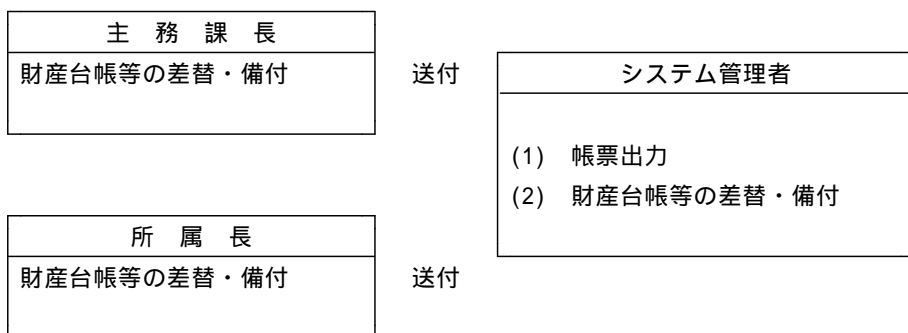 主 務 課 長
財産台帳等の差替・備付
送付
システム管理者
(1) 帳票出力
(2) 財産台帳等の差替・備付
所 属 長
財産台帳等の差替・備付
送付